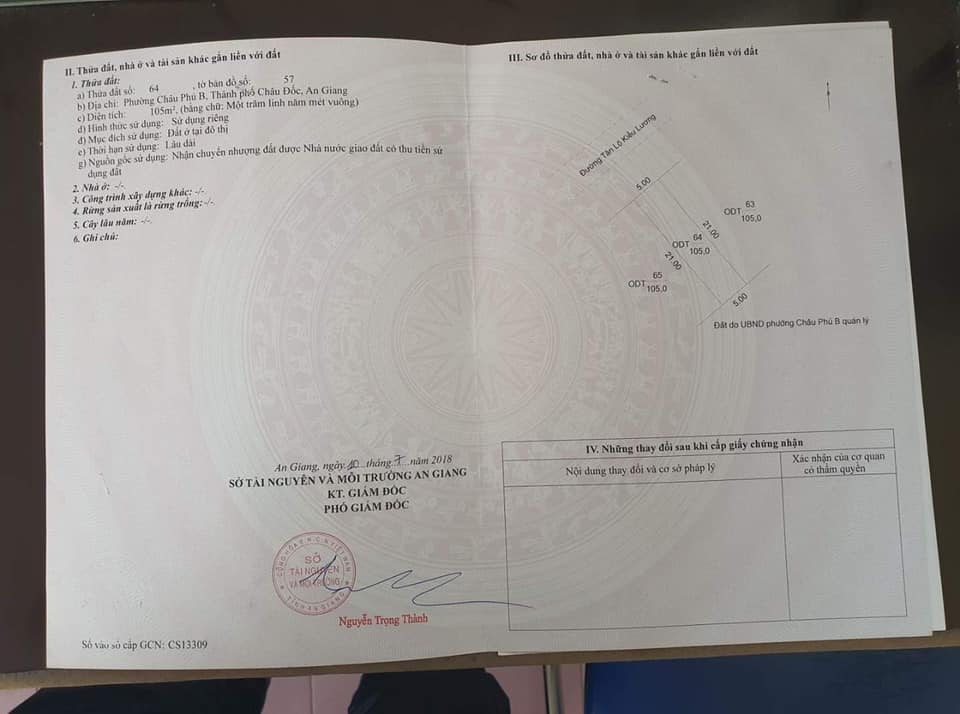 II. Thửa đất, nhà ở và tài sản khác gắn liền với đất
1. Thửa đất:
a) Thửa đất số: 64 , tờ bản đồ số: 57
b) Địa chỉ: Phường Châu Phú B, Thành phố Châu Đốc, An Giang
c) Diện tích: 105m², (bằng chữ: Một trăm linh năm mét vuông)
d) Hình thức sử dụng: Sử dụng riêng
đ) Mục đích sử dụng: Đất ở tại đô thị
e) Thời hạn sử dụng: Lâu dài
g) Nguồn gốc sử dụng: Nhận chuyển nhượng đất được Nhà nước giao đất có thu tiền sử
dụng đất
2. Nhà ở: -/-
3. Công trình xây dựng khác: -/-
4. Rừng sản xuất là rừng trồng: -/-
5. Cây lâu năm: -/-
6. Ghi chú:
An Giang, ngày 10 tháng 7 năm 2018
SỞ TÀI NGUYÊN VÀ MÔI TRƯỜNG AN GIANG
KT. GIÁM ĐỐC
PHÓ GIÁM ĐỐC
CỘNG HÒA X.H.C.N VIỆT NAM
SỞ
TÀI NGUYÊN
VÀ MÔI TRƯỜNG
TỈNH AN GIANG
Nguyễn Trọng Thành
Số vào sổ cấp GCN: CS13309
III. Sơ đồ thửa đất, nhà ở và tài sản khác gắn liền với đất
Đường Tân Lộ Kiều Lương
5.00
ODT 63
105,0
21.00
ODT 64
105,0
21.00
ODT 65
105,0
5.00
Đất do UBND phường Châu Phú B quản lý
IV. Những thay đổi sau khi cấp giấy chứng nhận
Nội dung thay đổi và cơ sở pháp lý
Xác nhận của cơ quan
có thẩm quyền